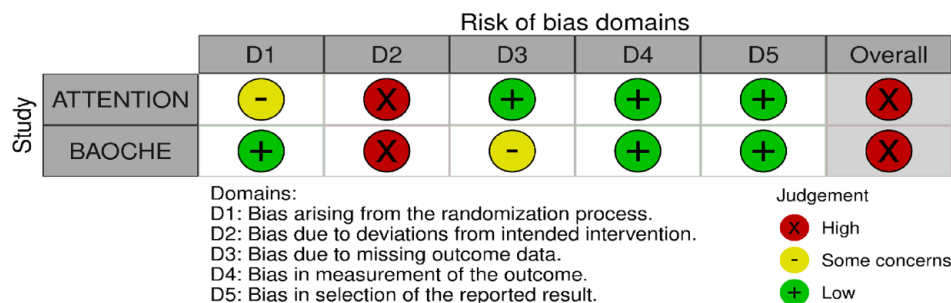 Risk of bias domains
D1 D2 D3 D4 D5 Overall
Study
ATTENTION - X + + + X
BAOCHE + X - + + X
Domains:
D1: Bias arising from the randomization process.
D2: Bias due to deviations from intended intervention.
D3: Bias due to missing outcome data.
D4: Bias in measurement of the outcome.
D5: Bias in selection of the reported result.
Judgement
X High
- Some concerns
+ Low